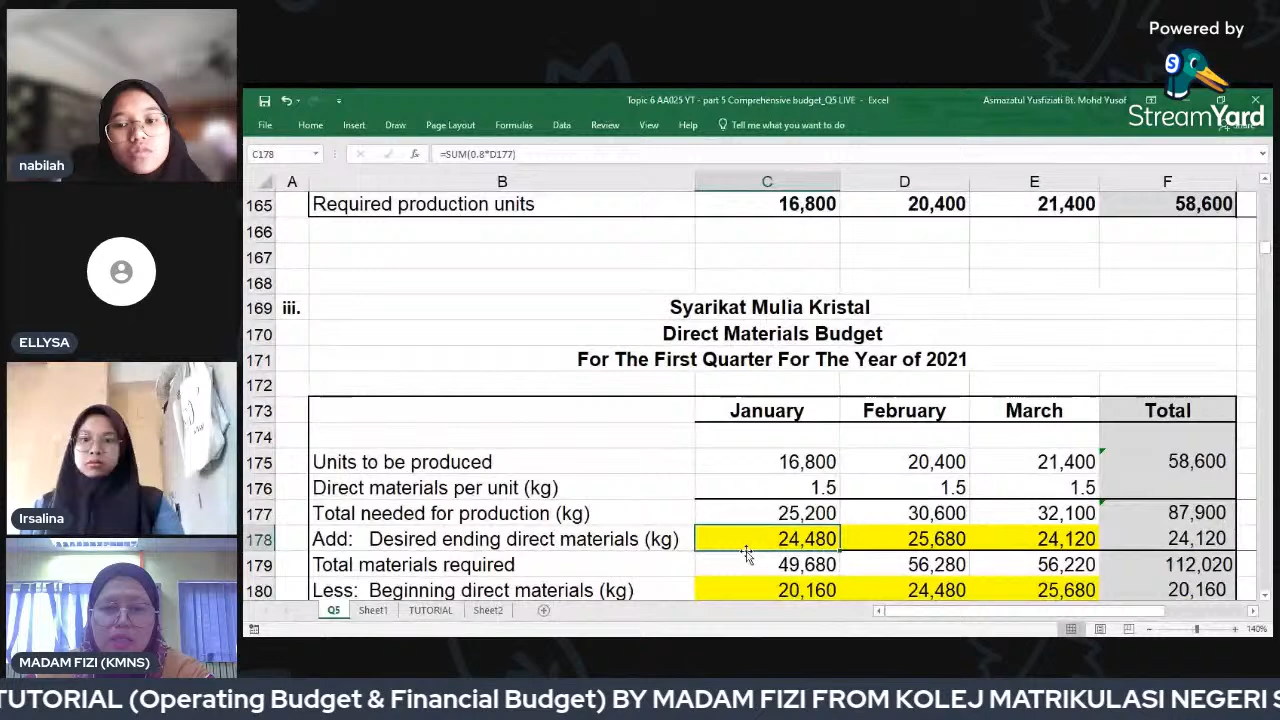 Powered by
StreamYard
nabilah
ELLYSA
Irsalina
MADAM FIZI (KMNS)
Topic 6 AA025 YT - part 5 Comprehensive budget_Q5 LIVE - Excel
Asmazatul Yusfiziati Bt. Mohd Yusof
File Home Insert Draw Page Layout Formulas Data Review View Help Tell me what you want to do
C178 fx =SUM(0.8*D177)
A B C D E F
165 Required production units 16,800 20,400 21,400 58,600
166
167
168
169 iii. Syarikat Mulia Kristal
170 Direct Materials Budget
171 For The First Quarter For The Year of 2021
172
173 January February March Total
174
175 Units to be produced 16,800 20,400 21,400 58,600
176 Direct materials per unit (kg) 1.5 1.5 1.5
177 Total needed for production (kg) 25,200 30,600 32,100 87,900
178 Add: Desired ending direct materials (kg) 24,480 25,680 24,120 24,120
179 Total materials required 49,680 56,280 56,220 112,020
180 Less: Beginning direct materials (kg) 20,160 24,480 25,680 20,160
Q5 Sheet1 TUTORIAL Sheet2
140%
TUTORIAL (Operating Budget & Financial Budget) BY MADAM FIZI FROM KOLEJ MATRIKULASI NEGERI S